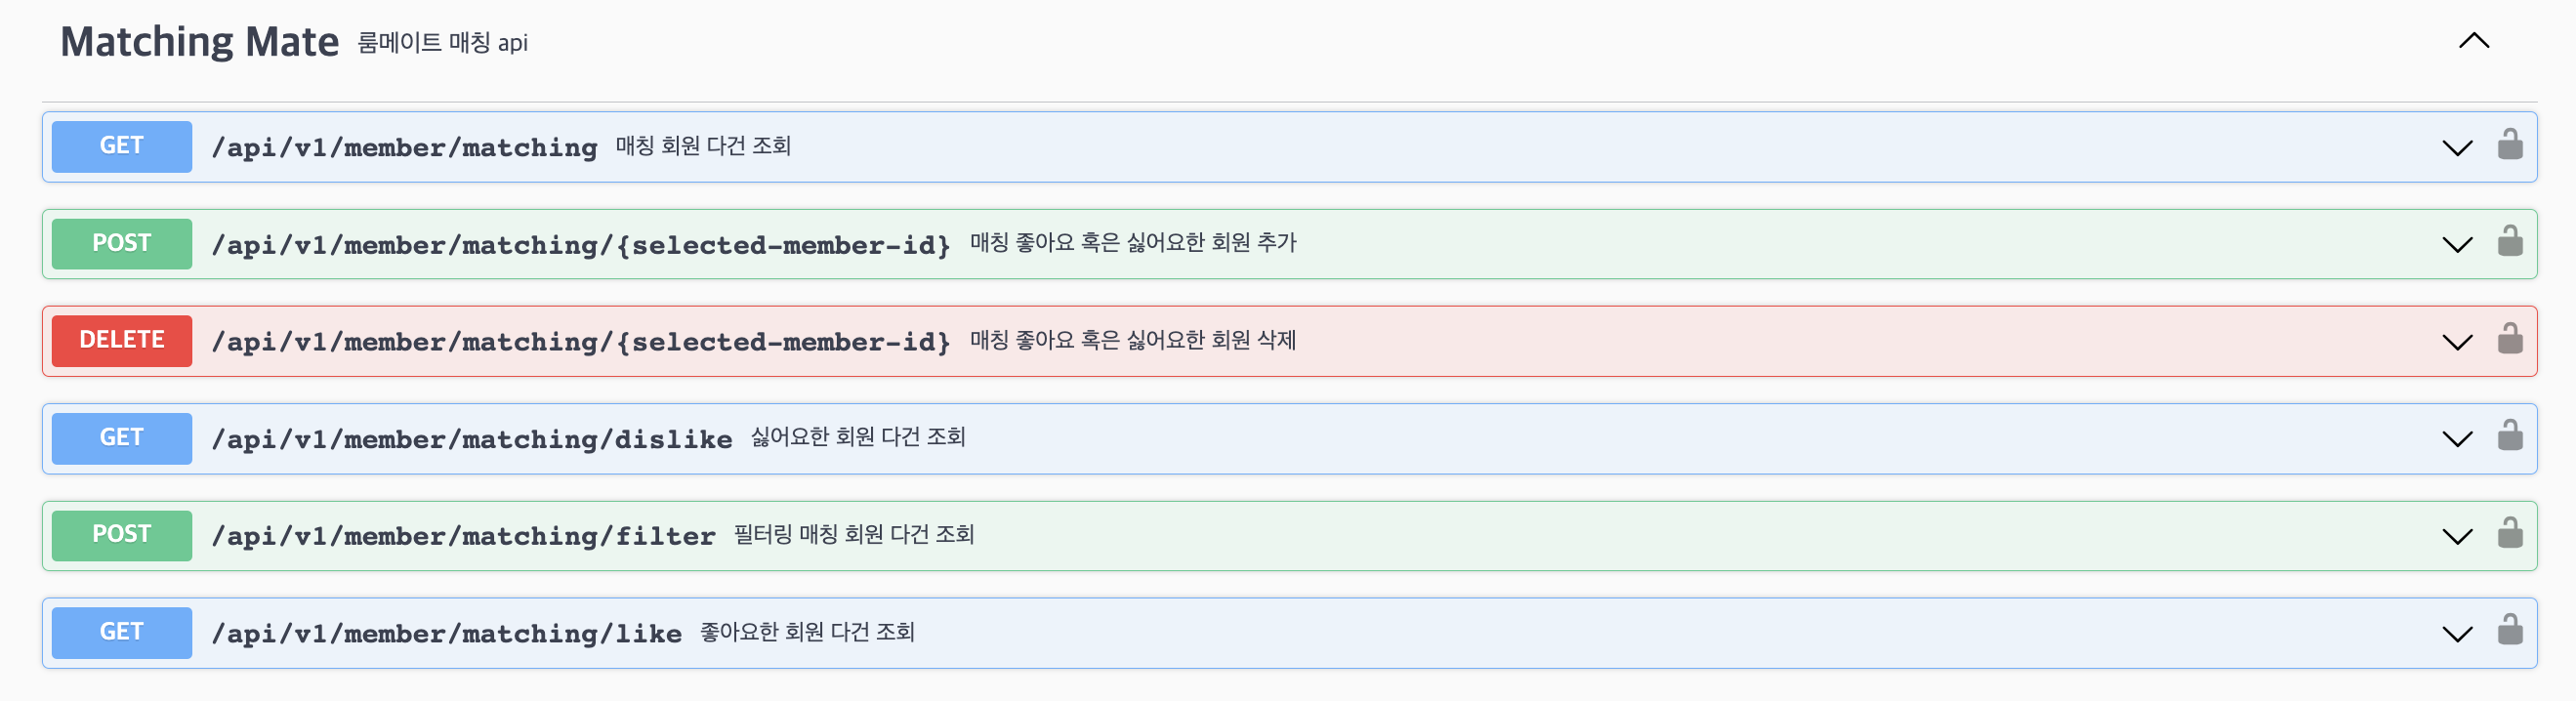 Matching Mate 룸메이트 매칭 api
GET /api/v1/member/matching 매칭 회원 다건 조회
POST /api/v1/member/matching/{selected-member-id} 매칭 좋아요 혹은 싫어요한 회원 추가
DELETE /api/v1/member/matching/{selected-member-id} 매칭 좋아요 혹은 싫어요한 회원 삭제
GET /api/v1/member/matching/dislike 싫어요한 회원 다건 조회
POST /api/v1/member/matching/filter 필터링 매칭 회원 다건 조회
GET /api/v1/member/matching/like 좋아요한 회원 다건 조회